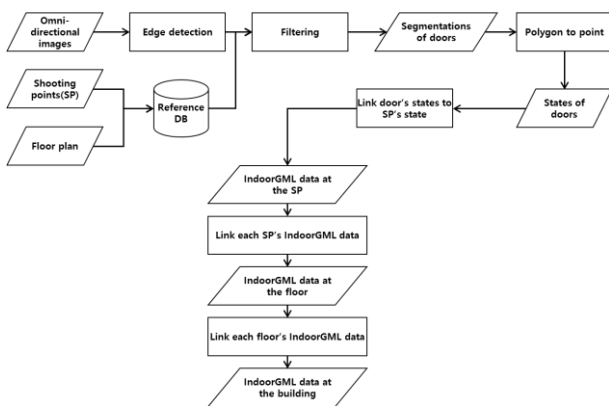 Omni-
directional
images
Edge detection
Filtering
Segmentations
of doors
Polygon to point
Shooting
points(SP)
Reference
DB
Floor plan
Link door's states to
SP's state
States of
doors
IndoorGML data at
the SP
Link each SP's IndoorGML data
IndoorGML data at
the floor
Link each floor's IndoorGML data
IndoorGML data at
the building